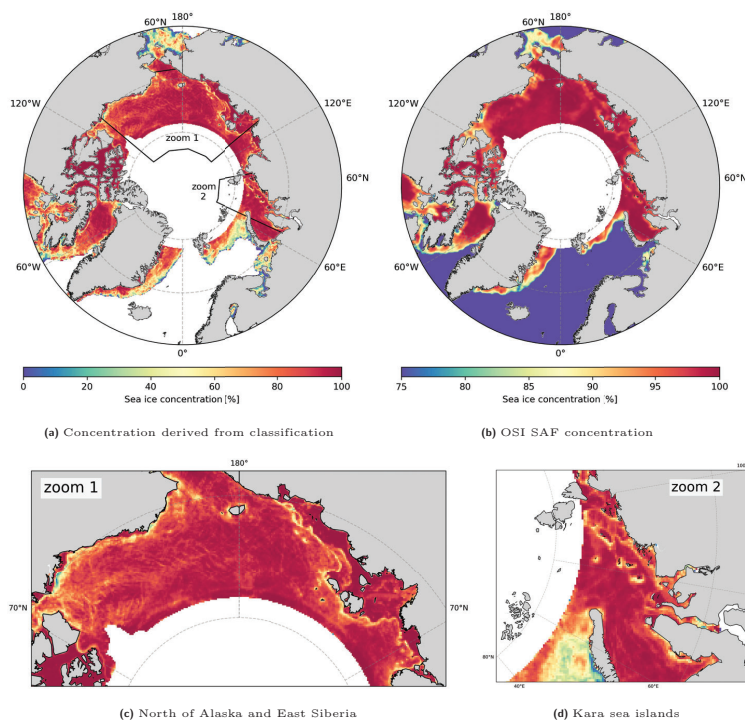 180°
60°N
120°W
120°E
zoom 1
zoom
2
60°W
60°E
0°
0 20 40 60 80 100
Sea ice concentration [%]
(a) Concentration derived from classification
180°
60°N
120°W
120°E
60°W
60°E
0°
75 80 85 90 95 100
Sea ice concentration [%]
(b) OSI SAF concentration
180°
zoom 1
70°N
70°N
(c) North of Alaska and East Siberia
zoom 2
80°N
40°E
60°E
(d) Kara sea islands